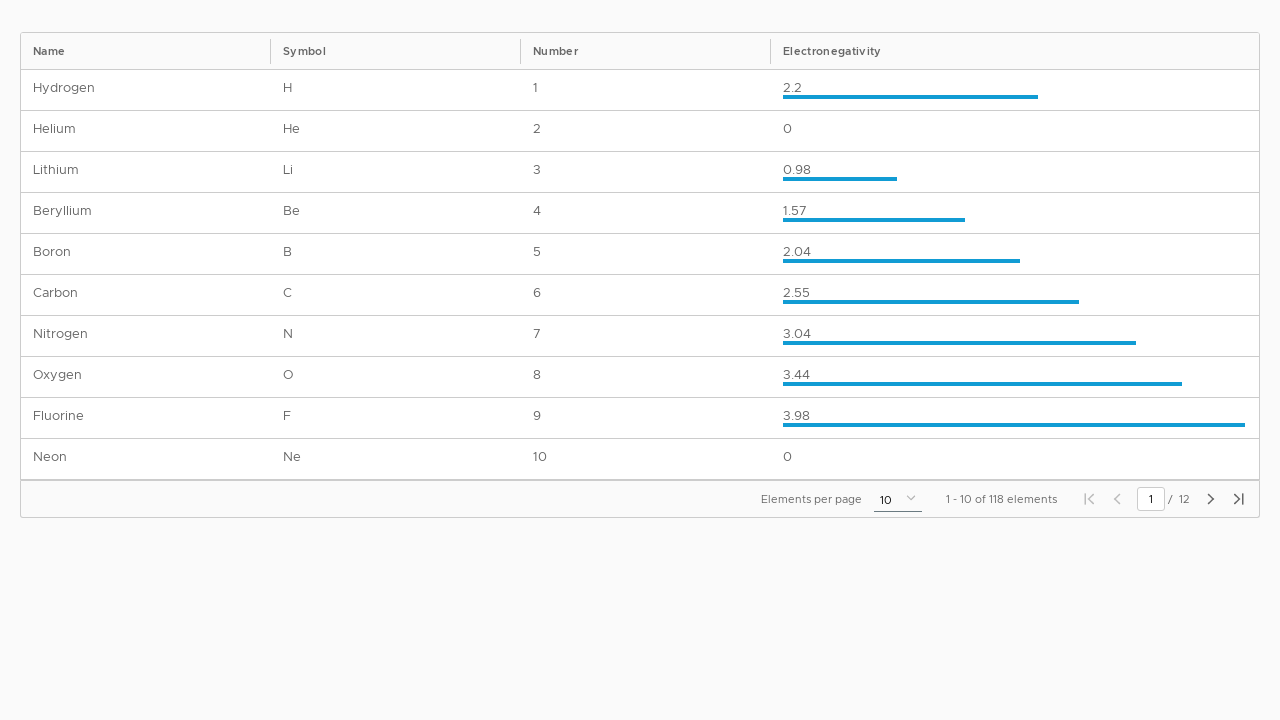 Name Symbol Number Electronegativity
Hydrogen H 1 2.2
Helium He 2 0
Lithium Li 3 0.98
Beryllium Be 4 1.57
Boron B 5 2.04
Carbon C 6 2.55
Nitrogen N 7 3.04
Oxygen O 8 3.44
Fluorine F 9 3.98
Neon Ne 10 0
Elements per page 10 1 - 10 of 118 elements 1 / 12